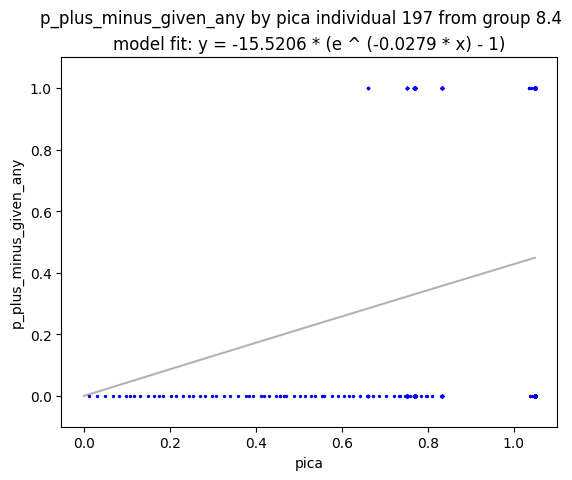 p_plus_minus_given_any by pica individual 197 from group 8.4
model fit: y = -15.5206 * (e ^ (-0.0279 * x) - 1)
1.0
0.8
0.6
0.4
0.2
0.0
p_plus_minus_given_any
0.0 0.2 0.4 0.6 0.8 1.0
pica